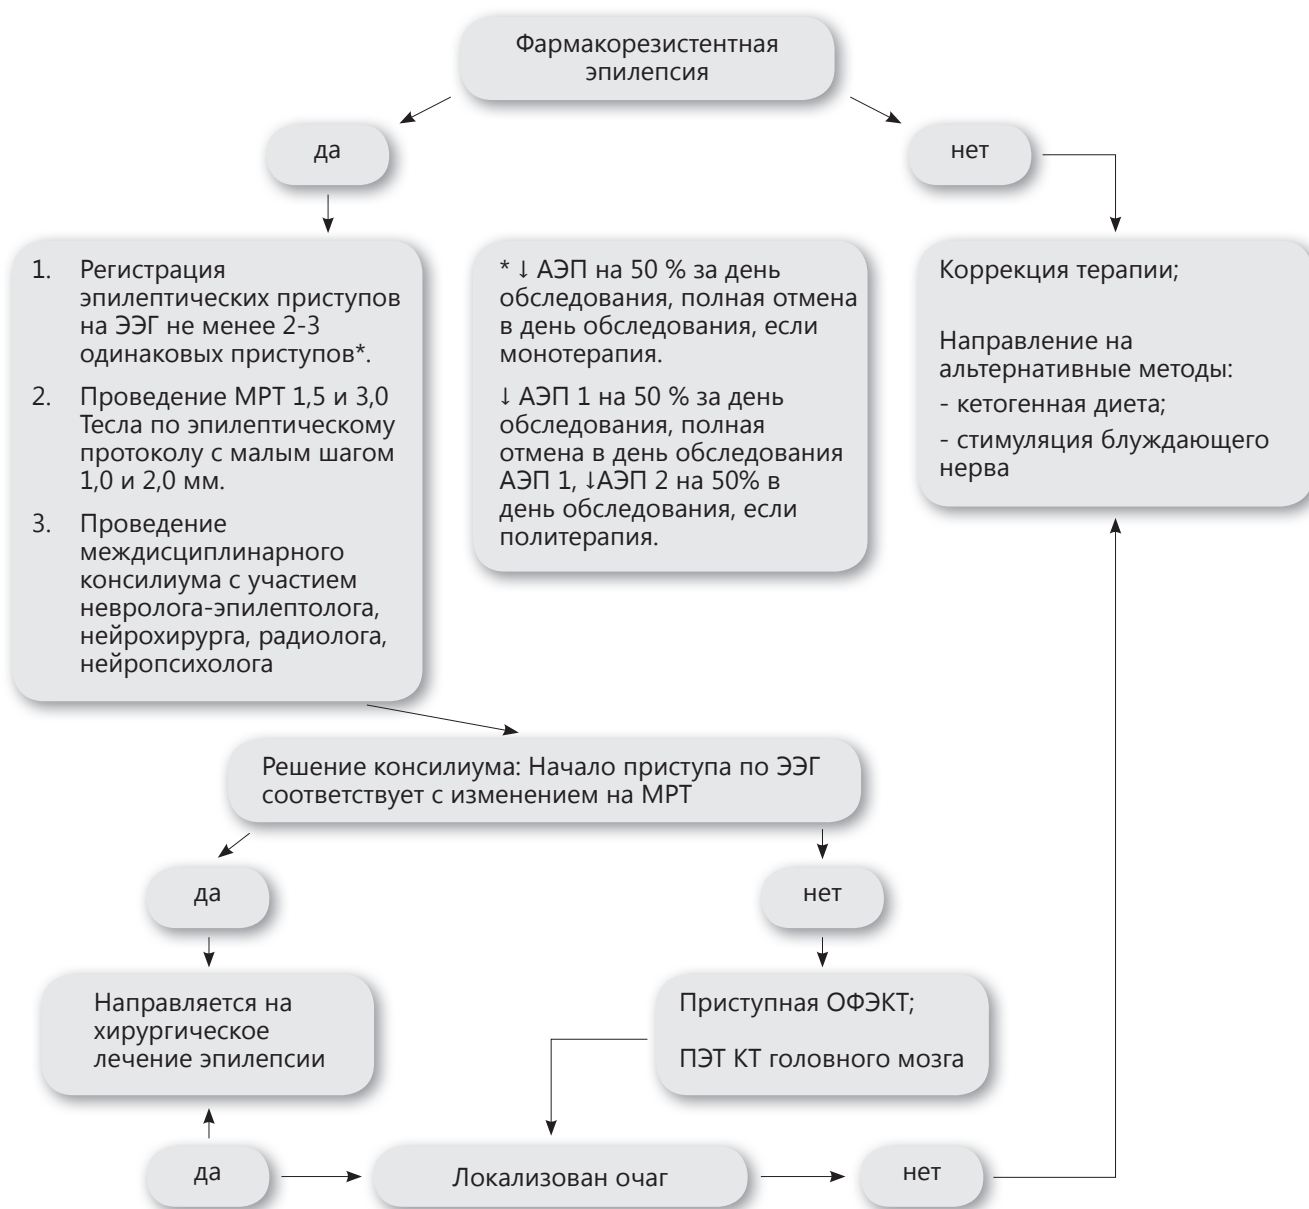 Фармакорезистентная
эпилепсия
да
нет
1. Регистрация
эпилептических приступов
на ЭЭГ не менее 2-3
одинаковых приступов*.
2. Проведение МРТ 1,5 и 3,0
Тесла по эпилептическому
протоколу с малым шагом
1,0 и 2,0 мм.
3. Проведение
междисциплинарного
консилиума с участием
невролога-эпилептолога,
нейрохирурга, радиолога,
нейропсихолога
* ↓ АЭП на 50 % за день
обследования, полная отмена
в день обследования, если
монотерапия.
↓ АЭП 1 на 50 % за день
обследования, полная
отмена в день обследования
АЭП 1, ↓АЭП 2 на 50% в
день обследования, если
политерапия.
Коррекция терапии;
Направление на
альтернативные методы:
- кетогенная диета;
- стимуляция блуждающего
нерва
Решение консилиума: Начало приступа по ЭЭГ
соответствует с изменением на МРТ
да
нет
Направляется на
хирургическое
лечение эпилепсии
Приступная ОФЭКТ;
ПЭТ КТ головного мозга
да
Локализован очаг
нет